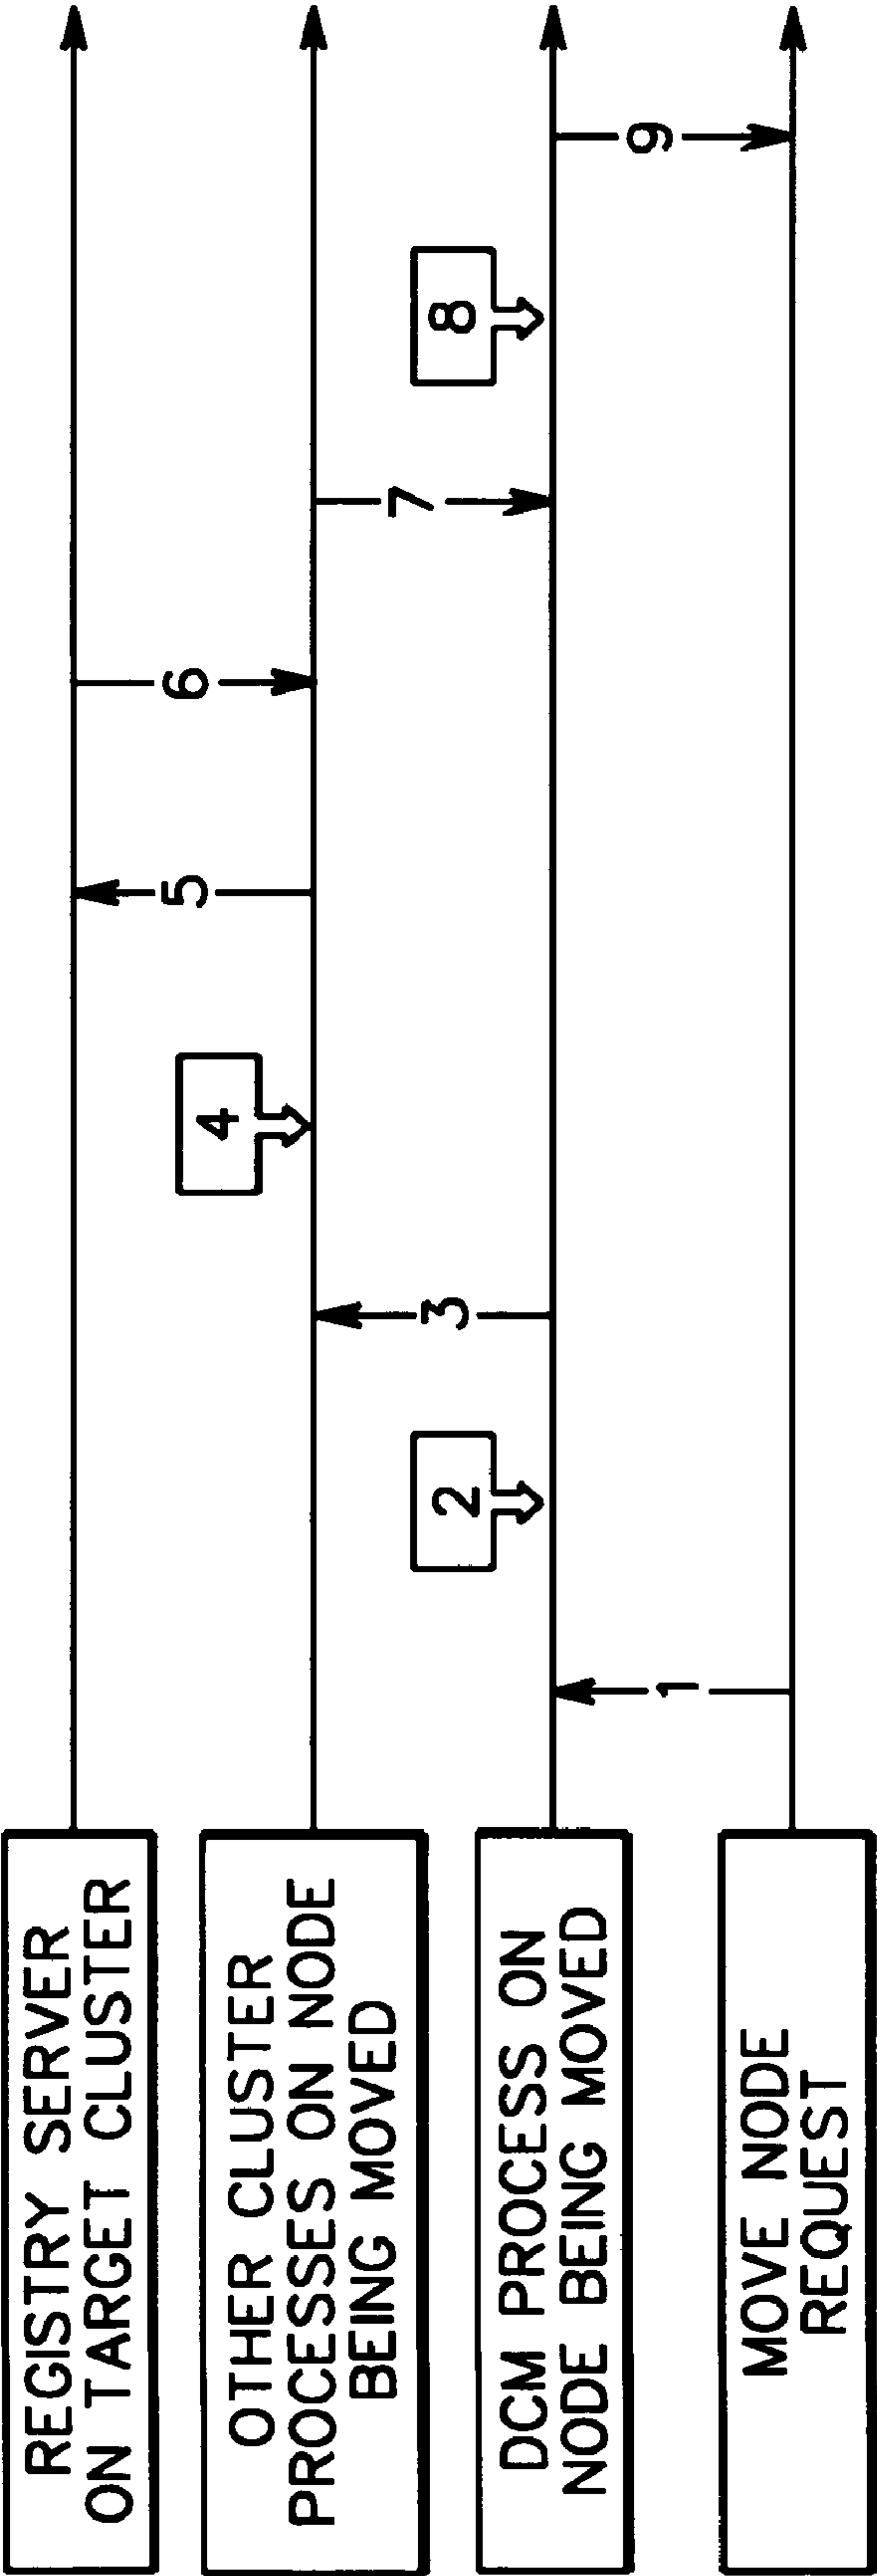 REGISTRY SERVER
ON TARGET CLUSTER
OTHER CLUSTER
PROCESSES ON NODE
BEING MOVED
DCM PROCESS ON
NODE BEING MOVED
MOVE NODE
REQUEST
1
2
3
4
5
6
7
8
9